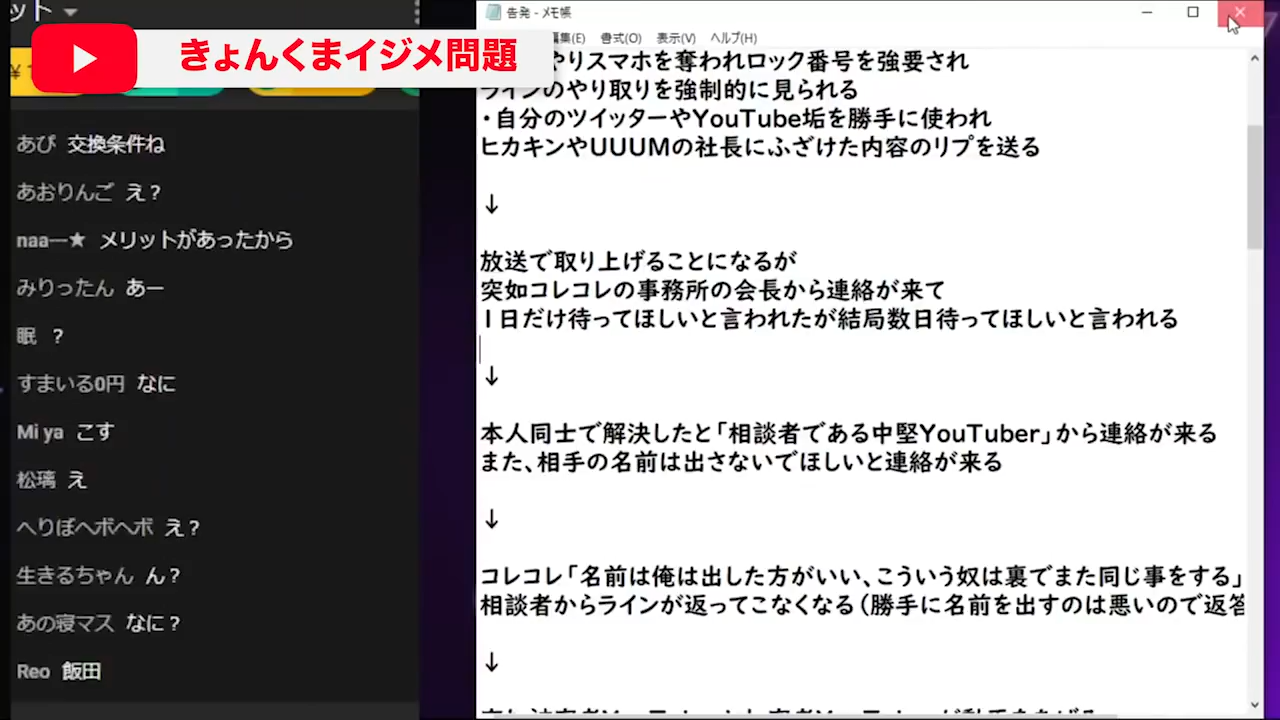 ット
きょんくまイジメ問題
あぴ 交換条件ね
あおりんご え？
naa一★ メリットがあったから
みりったん あー
眠 ？
すまいる0円 なに
Mi ya こす
松璃 え
へりぽヘボヘボ え？
生きるちゃん ん？
あの寝マス なに？
Reo 飯田
告発 - メモ帳
編集(E) 書式(O) 表示(V) ヘルプ(H)
やりスマホを奪われロック番号を強要され
ラインのやり取りを強制的に見られる
・自分のツイッターやYouTube垢を勝手に使われ
ヒカキンやUUUMの社長にふざけた内容のリプを送る
↓
放送で取り上げることになるが
突如コレコレの事務所の会長から連絡が来て
１日だけ待ってほしいと言われたが結局数日待ってほしいと言われる
↓
本人同士で解決したと「相談者である中堅YouTuber」から連絡が来る
また、相手の名前は出さないでほしいと連絡が来る
↓
コレコレ「名前は俺は出した方がいい、こういう奴は裏でまた同じ事をする」
相談者からラインが返ってこなくなる（勝手に名前を出すのは悪いので返答
↓